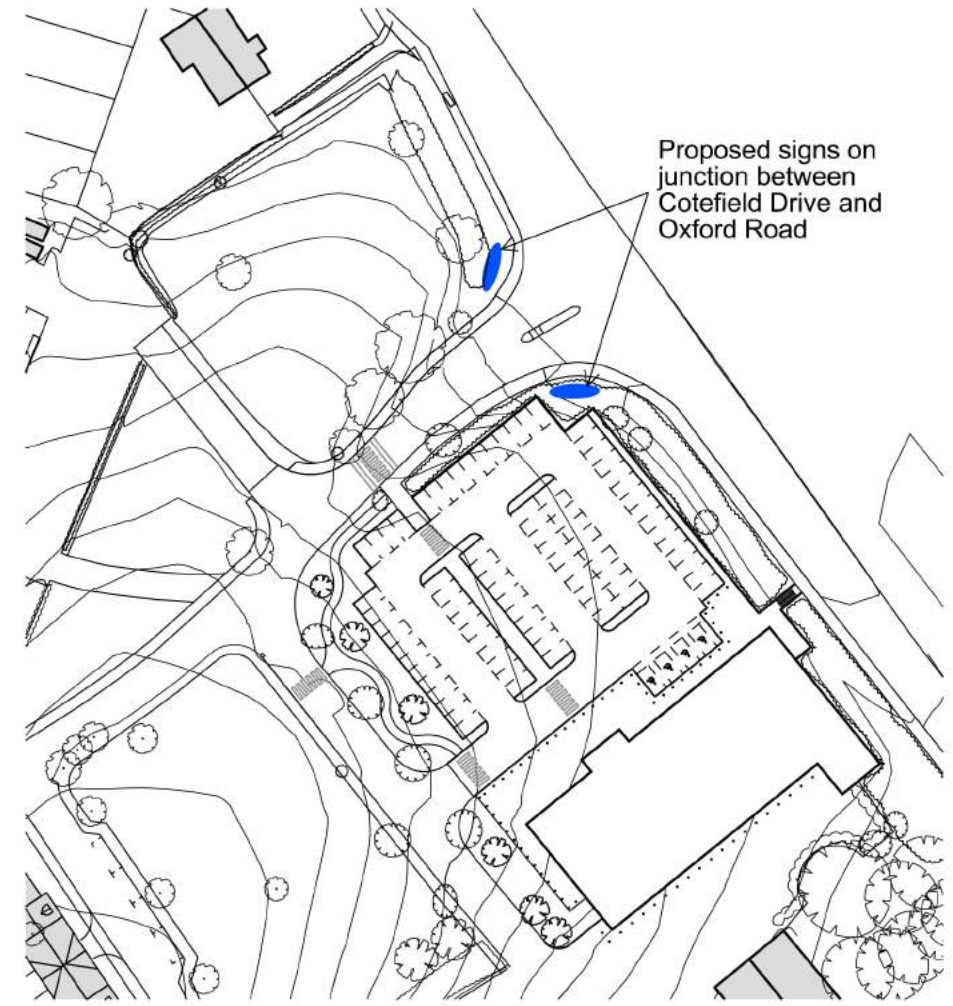 Proposed signs on
junction between
Cotefield Drive and
Oxford Road